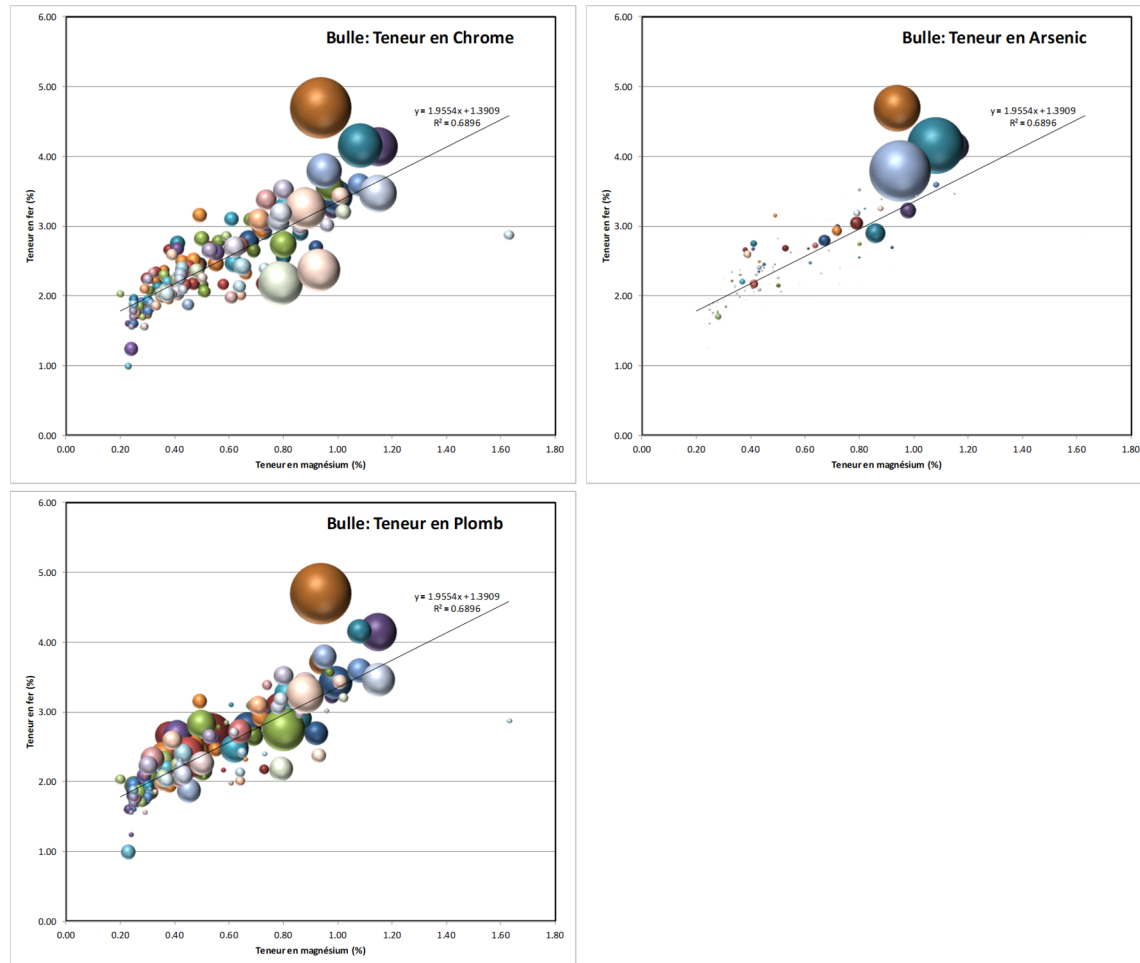 Bulle: Teneur en Chrome
6.00
5.00
4.00
3.00
2.00
1.00
0.00
Teneur en fer (%)
y = 1.9554x + 1.3909
R² = 0.6896
0.00 0.20 0.40 0.60 0.80 1.00 1.20 1.40 1.60 1.80
Teneur en magnésium (%)
Bulle: Teneur en Arsenic
6.00
5.00
4.00
3.00
2.00
1.00
0.00
Teneur en fer (%)
y = 1.9554x + 1.3909
R² = 0.6896
0.00 0.20 0.40 0.60 0.80 1.00 1.20 1.40 1.60 1.80
Teneur en magnésium (%)
Bulle: Teneur en Plomb
6.00
5.00
4.00
3.00
2.00
1.00
0.00
Teneur en fer (%)
y = 1.9554x + 1.3909
R² = 0.6896
0.00 0.20 0.40 0.60 0.80 1.00 1.20 1.40 1.60 1.80
Teneur en magnésium (%)